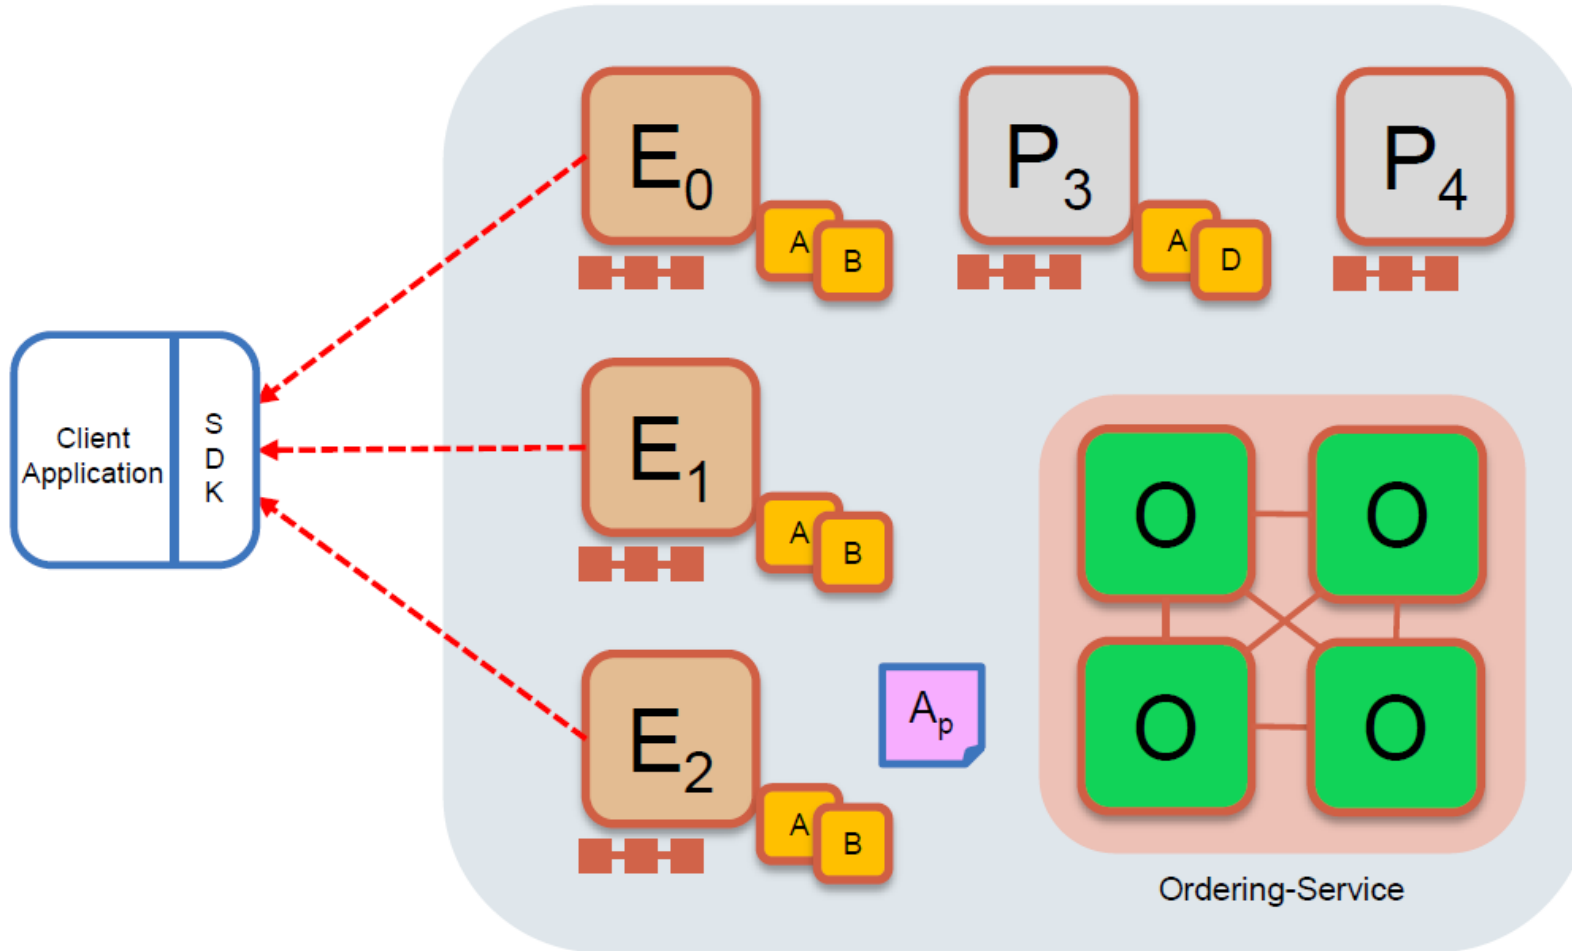 E0
A
B
P3
A
D
P4
Client
Application
S
D
K
E1
A
B
O
O
O
O
E2
A
B
Ap
Ordering-Service